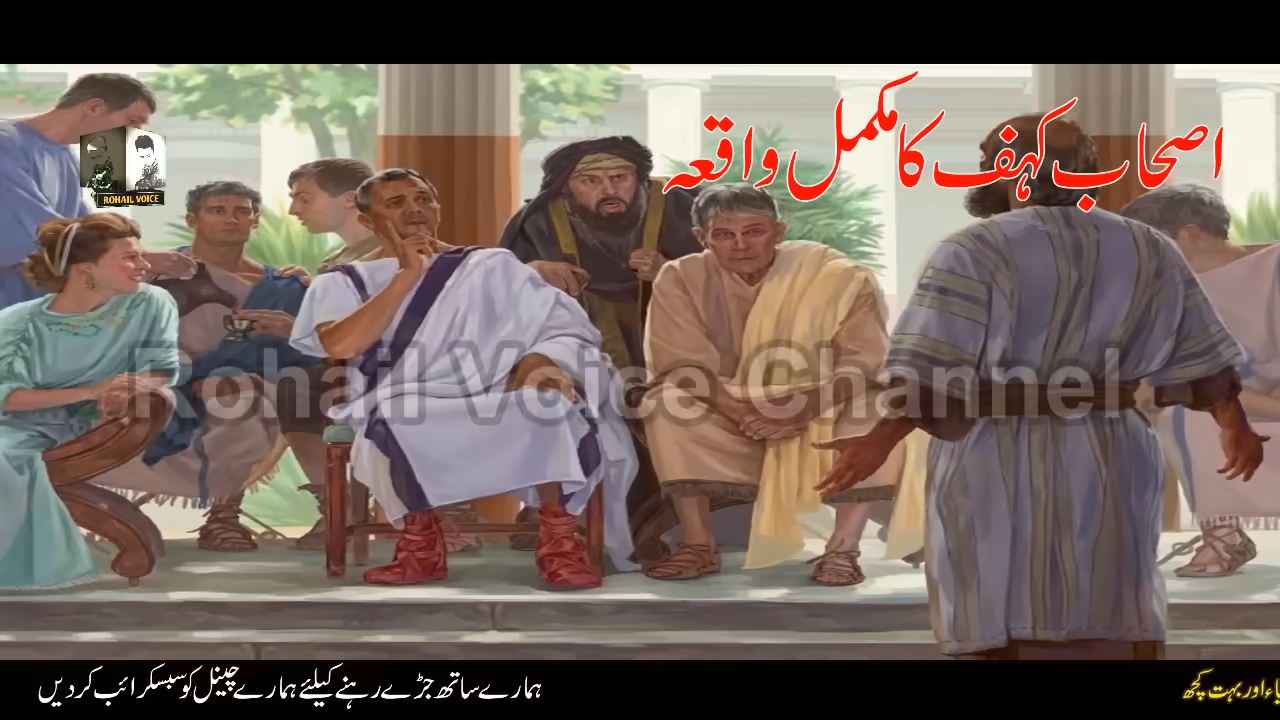 اصحاب کہف کا مکمل واقعہ
ROHAIL VOICE
Rohail Voice Channel
ہمارے ساتھ جڑے رہنے کیلئے ہمارے چینل کو سبسکرائب کر دیں
اور بہت کچھ